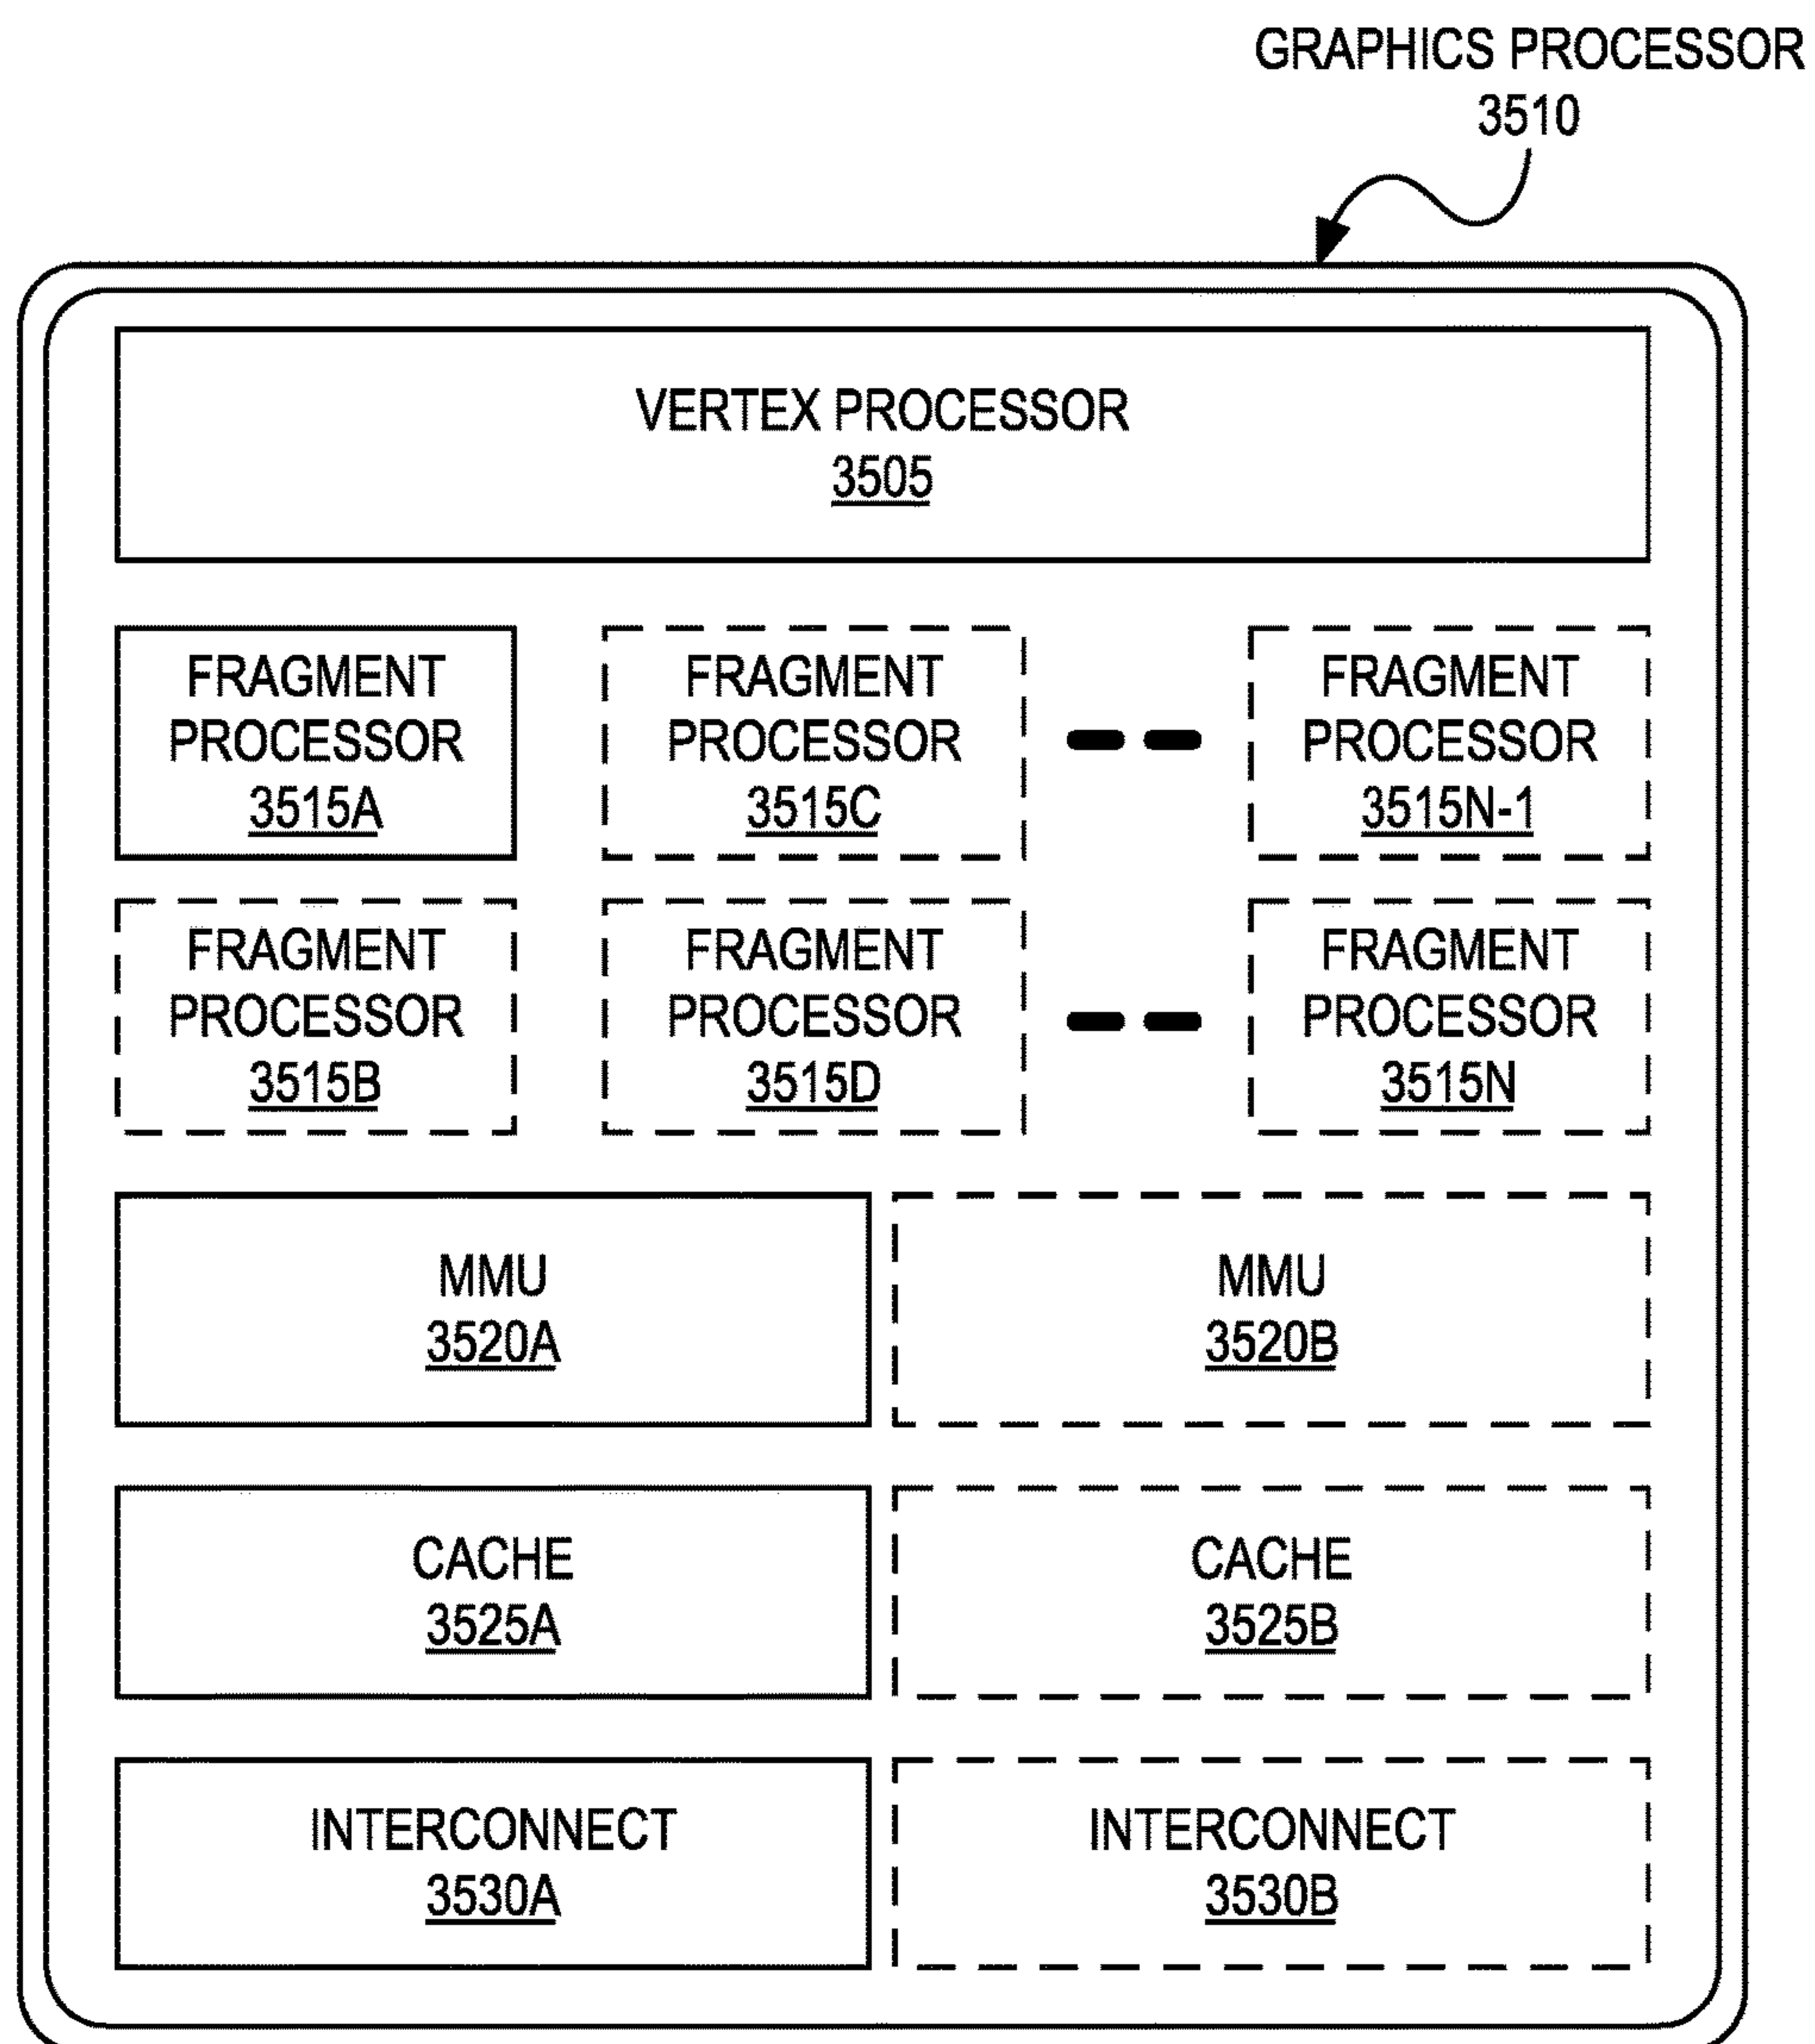 GRAPHICS PROCESSOR
3510
VERTEX PROCESSOR
3505
FRAGMENT
PROCESSOR
3515A
FRAGMENT
PROCESSOR
3515C
FRAGMENT
PROCESSOR
3515N-1
FRAGMENT
PROCESSOR
3515B
FRAGMENT
PROCESSOR
3515D
FRAGMENT
PROCESSOR
3515N
MMU
3520A
MMU
3520B
CACHE
3525A
CACHE
3525B
INTERCONNECT
3530A
INTERCONNECT
3530B